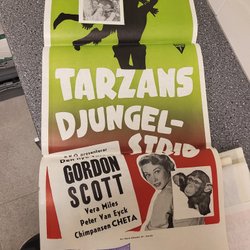 TARZANS
DJUNGEL-
STRID
GORDON
SCOTT
Vera Miles
Peter Van Eyck
Chimpansen CHETA